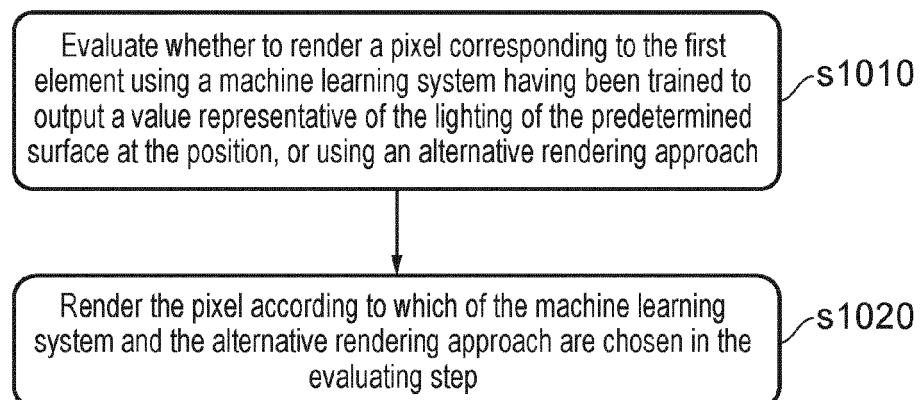 Evaluate whether to render a pixel corresponding to the first
element using a machine learning system having been trained to
output a value representative of the lighting of the predetermined
surface at the position, or using an alternative rendering approach
s1010
Render the pixel according to which of the machine learning
system and the alternative rendering approach are chosen in the
evaluating step
s1020